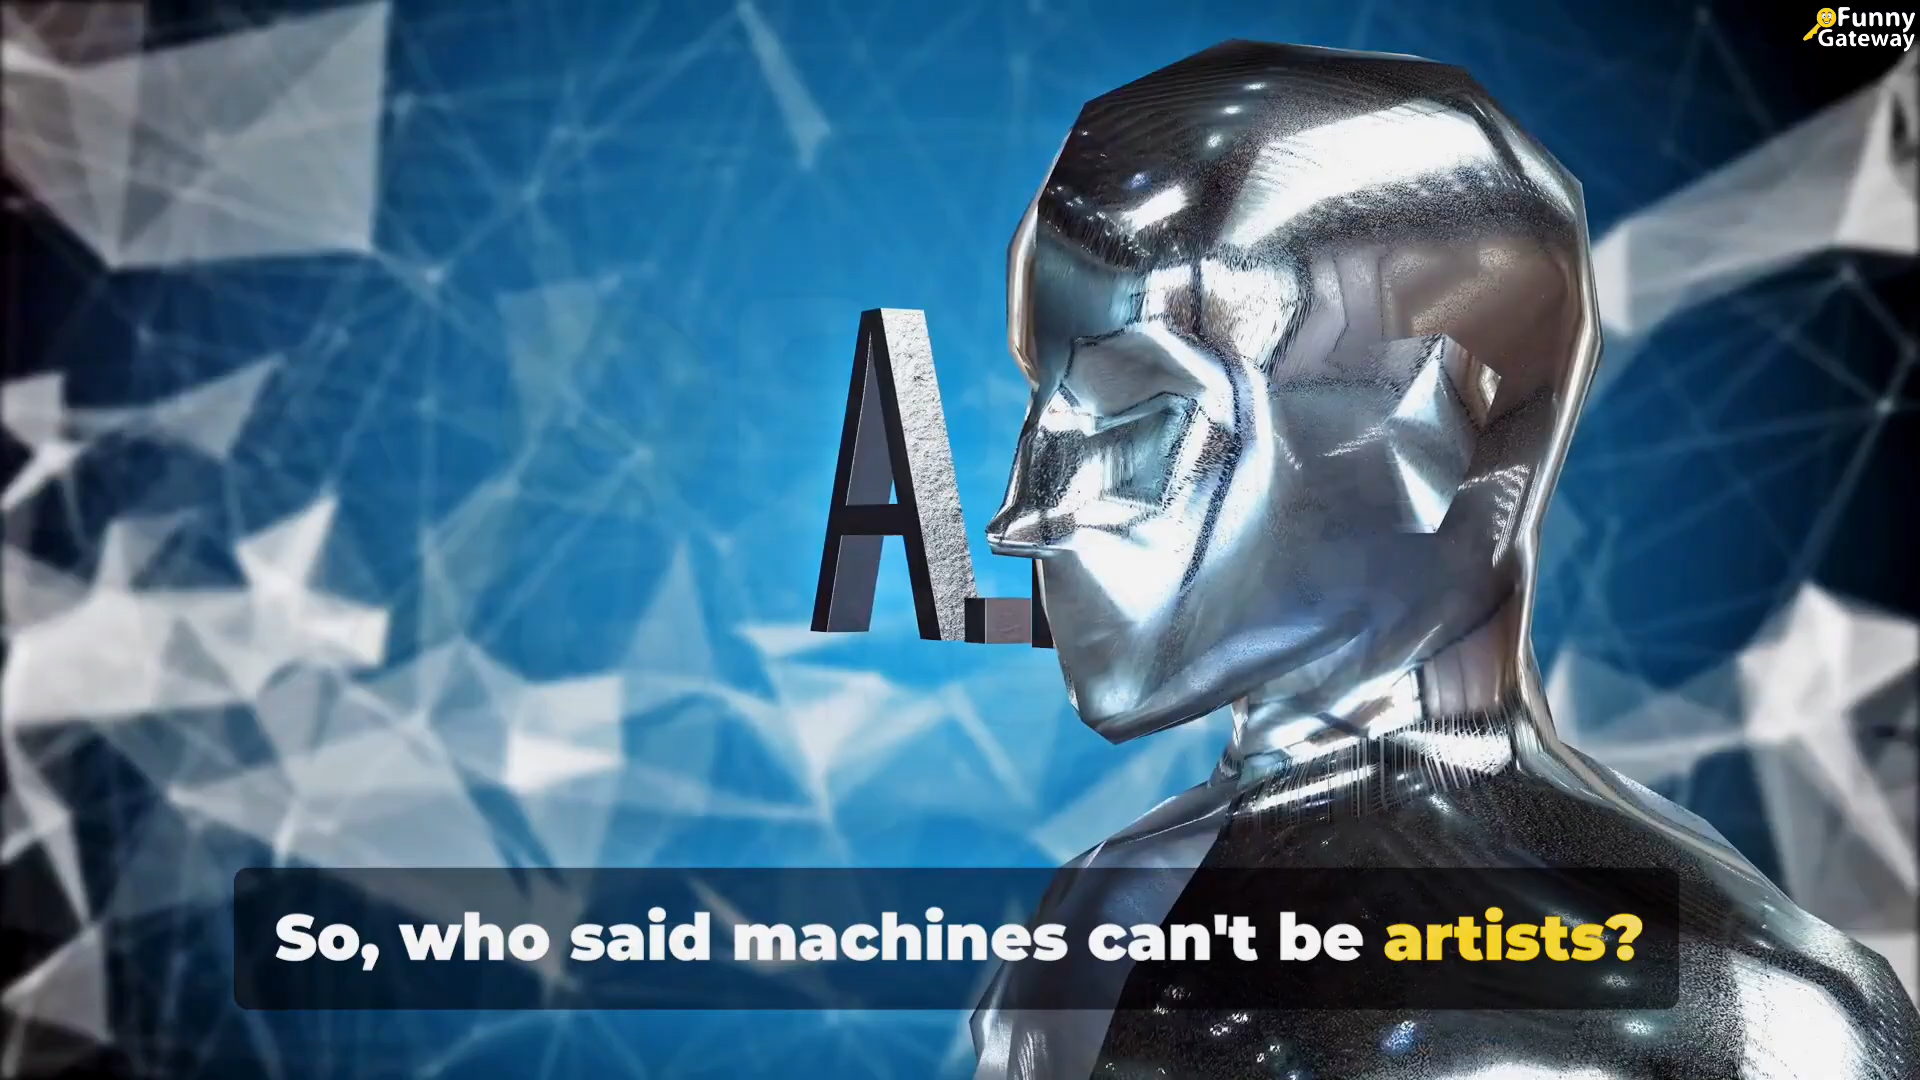 Funny
Gateway
A.
So, who said machines can't be artists?